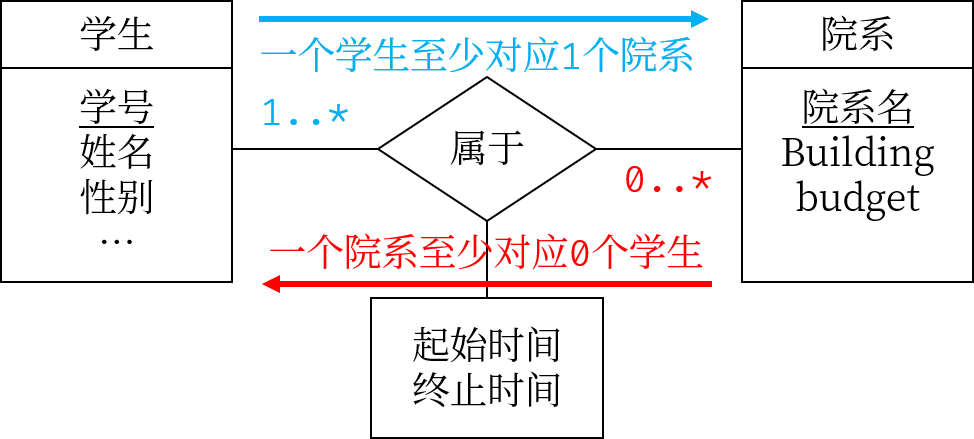 学生
院系
一个学生至少对应1个院系
学号
姓名
性别
...
1..*
属于
0..*
院系名
Building
budget
一个院系至少对应0个学生
起始时间
终止时间